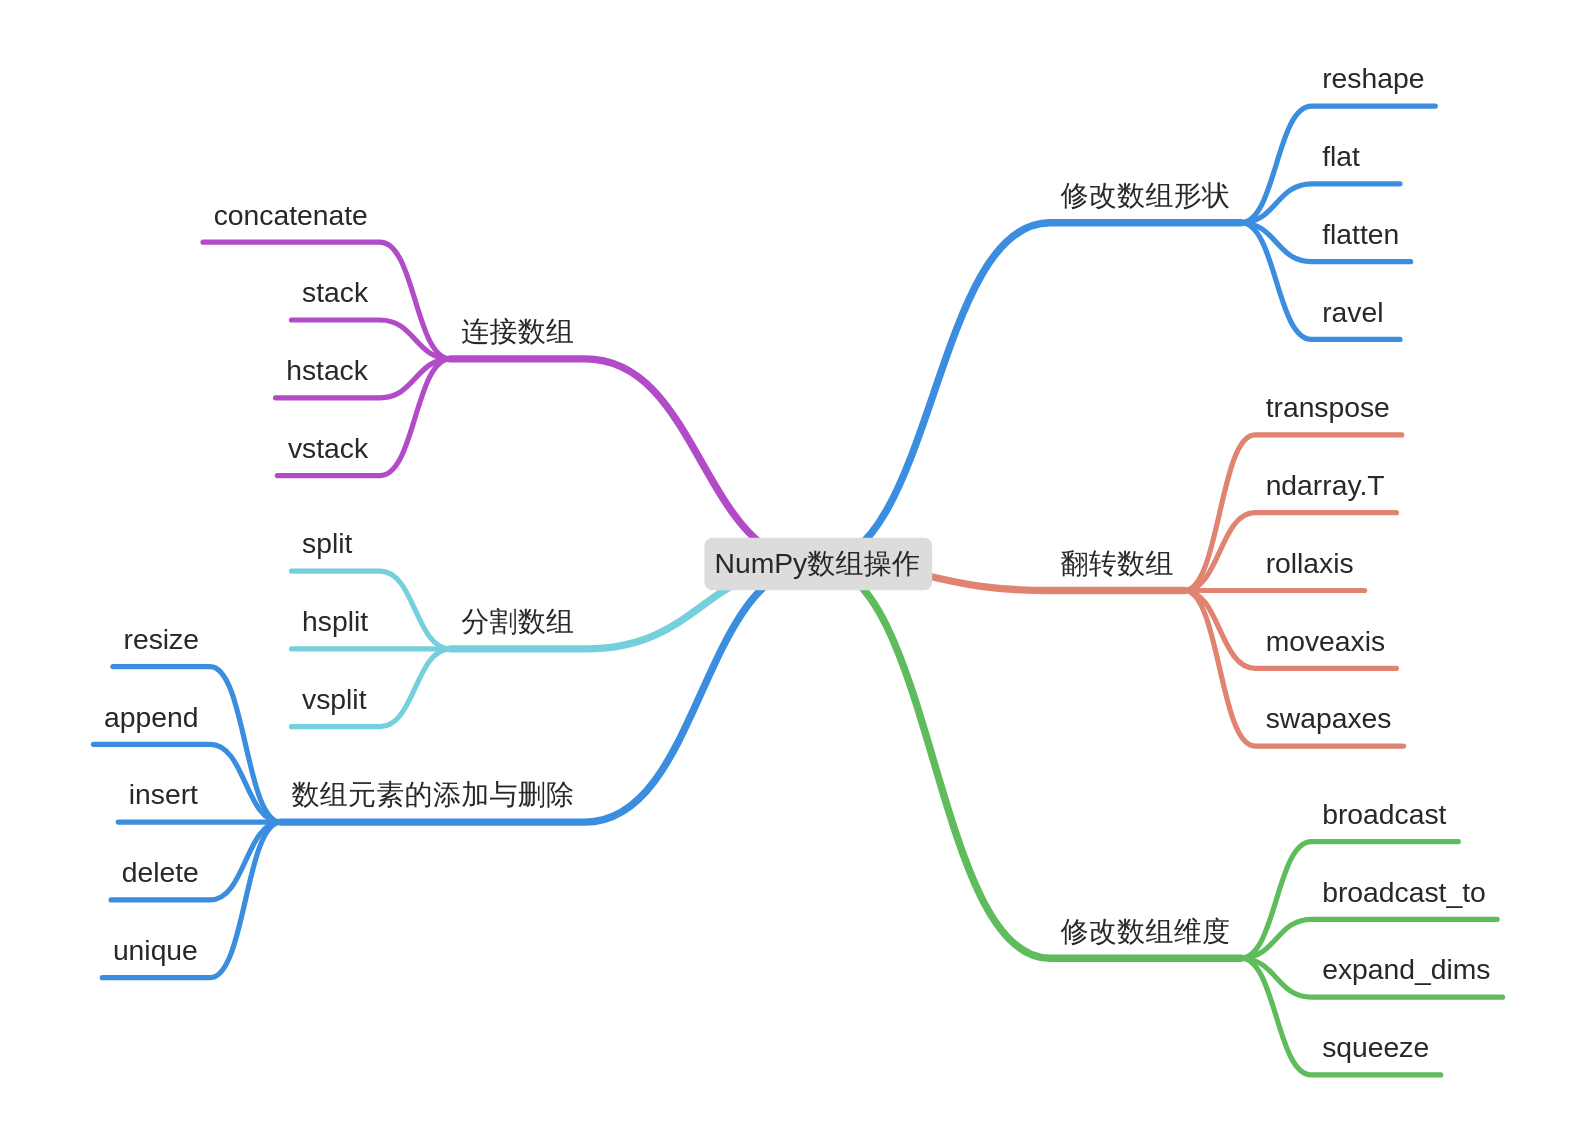 NumPy数组操作
修改数组形状
reshape
flat
flatten
ravel
翻转数组
transpose
ndarray.T
rollaxis
moveaxis
swapaxes
修改数组维度
broadcast
broadcast_to
expand_dims
squeeze
连接数组
concatenate
stack
hstack
vstack
分割数组
split
hsplit
vsplit
数组元素的添加与删除
resize
append
insert
delete
unique